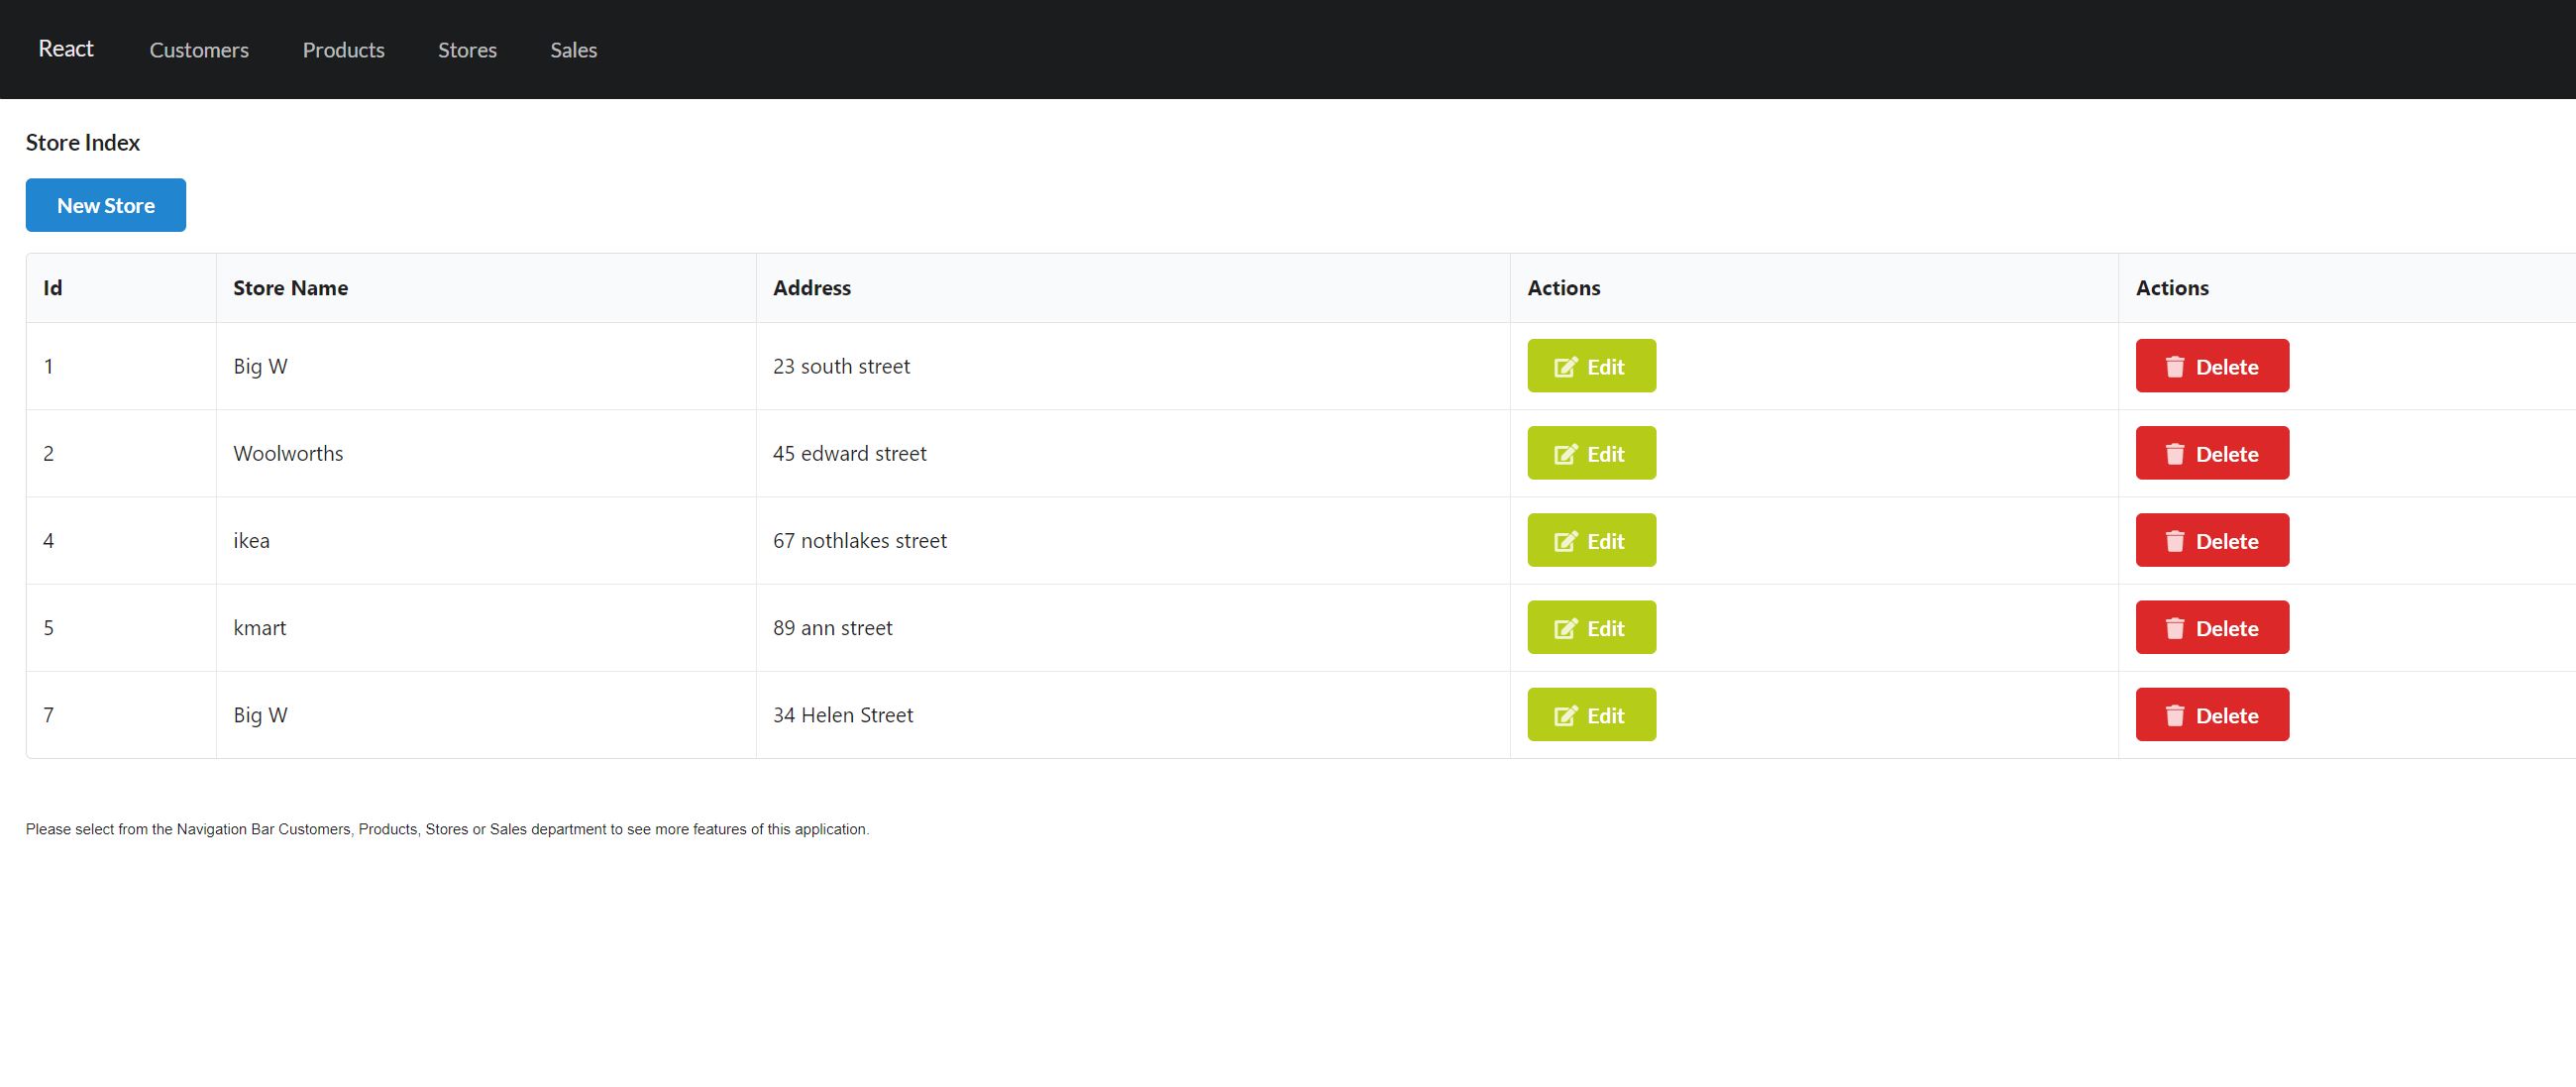 React Customers Products Stores Sales
Store Index
New Store
Id Store Name Address Actions Actions
1 Big W 23 south street Edit Delete
2 Woolworths 45 edward street Edit Delete
4 ikea 67 nothlakes street Edit Delete
5 kmart 89 ann street Edit Delete
7 Big W 34 Helen Street Edit Delete
Please select from the Navigation Bar Customers, Products, Stores or Sales department to see more features of this application.